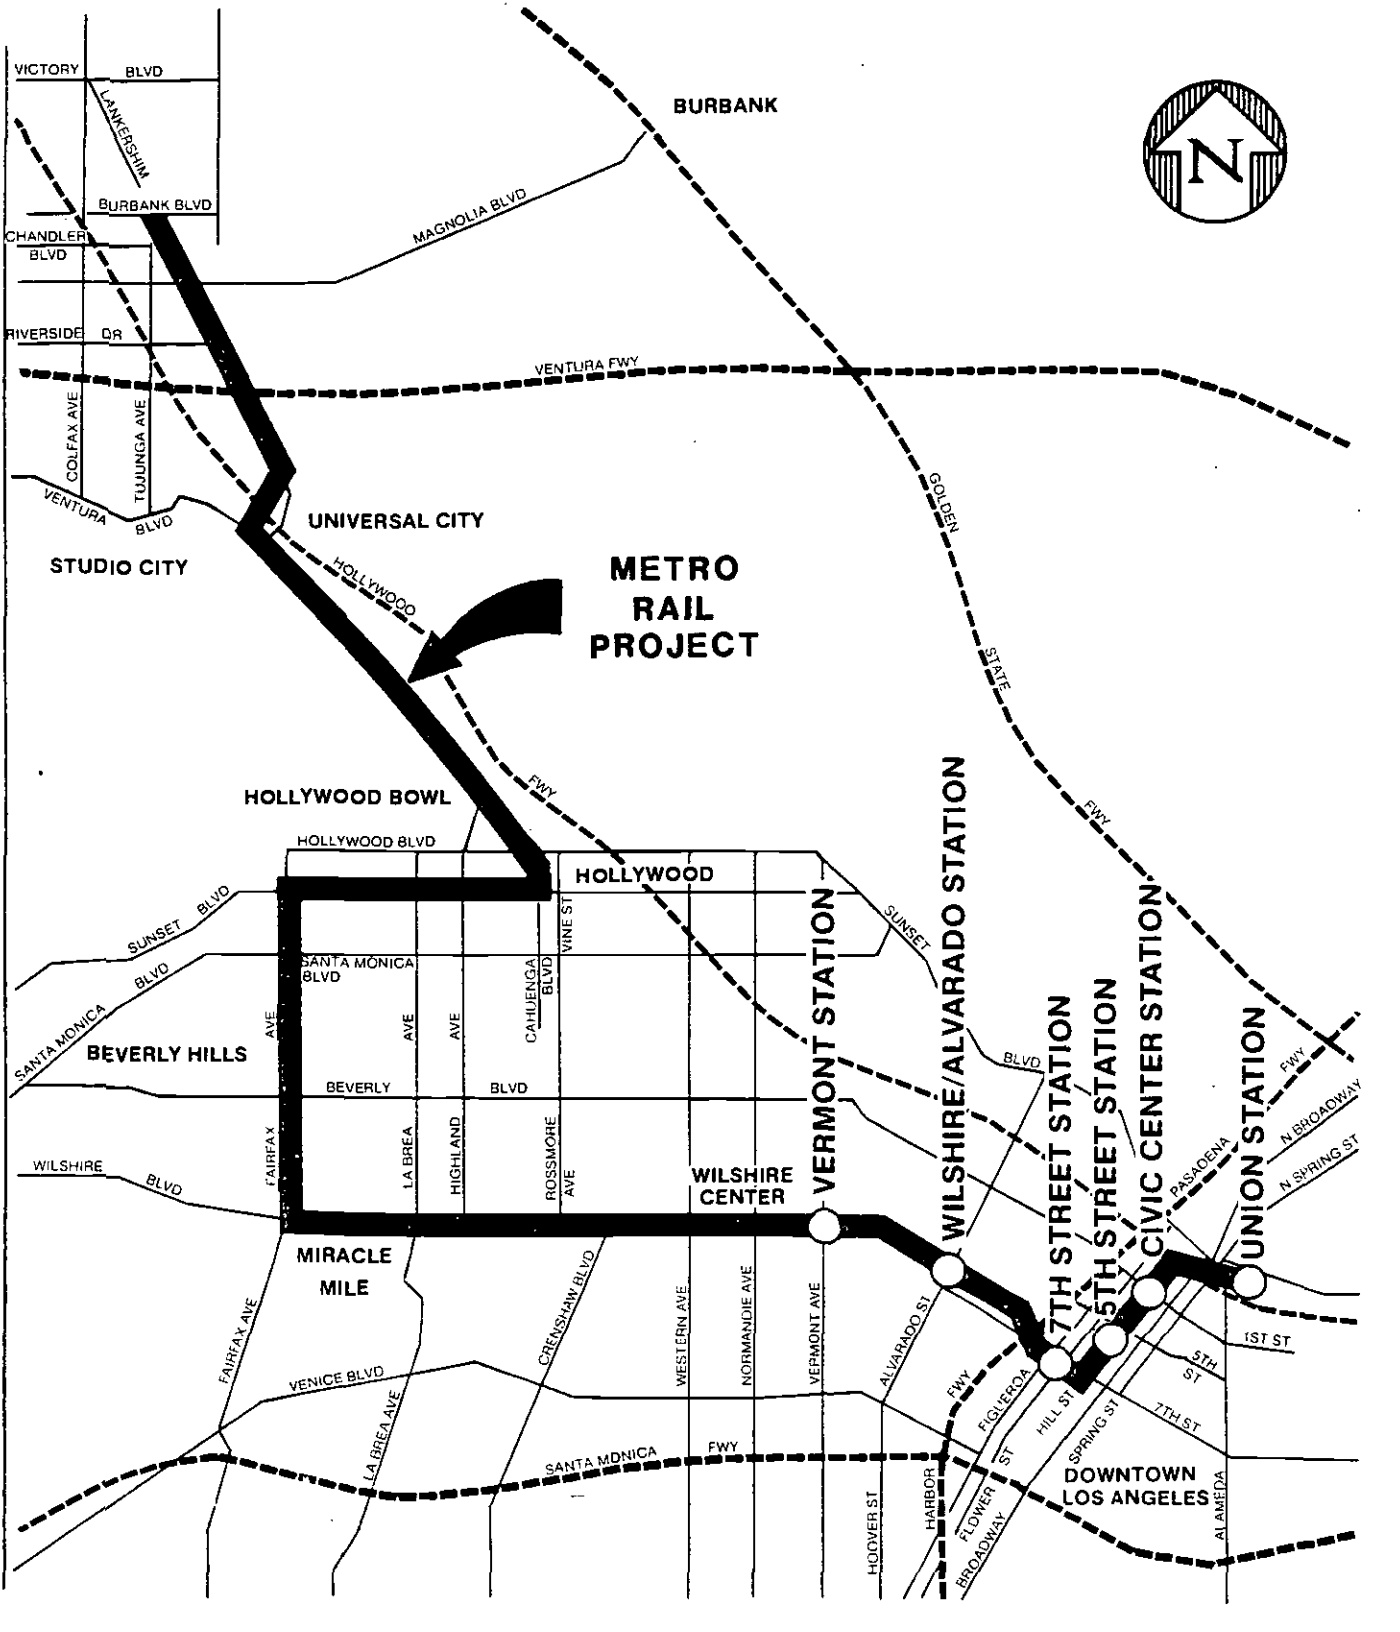 VICTORY BLVD
LANKERSHIM
BURBANK
N
BURBANK BLVD
MAGNOLIA BLVD
CHANDLER
BLVD
RIVERSIDE DR
VENTURA FWY
COLFAX AVE
TUJUNGA AVE
VENTURA BLVD
GOLDEN STATE FWY
UNIVERSAL CITY
STUDIO CITY
HOLLYWOOD FWY
METRO
RAIL
PROJECT
HOLLYWOOD BOWL
HOLLYWOOD BLVD
HOLLYWOOD
SUNSET BLVD
SUNSET BLVD
VINE ST
SANTA MONICA
BLVD
SANTA MONICA BLVD
CAHUENGA
BLVD
FAIRFAX AVE
LA BREA AVE
HIGHLAND AVE
ROSSMORE
AVE
BEVERLY HILLS
BEVERLY BLVD
WILSHIRE BLVD
WILSHIRE
CENTER
VERMONT STATION
WILSHIRE/ALVARADO STATION
7TH STREET STATION
5TH STREET STATION
CIVIC CENTER STATION
UNION STATION
PASADENA FWY
N BROADWAY
N SPRING ST
MIRACLE
MILE
FAIRFAX AVE
LA BREA AVE
CRENSHAW BLVD
WESTERN AVE
NORMANDIE AVE
VERMONT AVE
ALVARADO ST
VENICE BLVD
1ST ST
5TH
ST
7TH ST
FIGUEROA
ST
HILL ST
SPRING ST
SANTA MONICA FWY
HOOVER ST
HARBOR FWY
FLOWER
BROADWAY
DOWNTOWN
LOS ANGELES
ALAMEDA